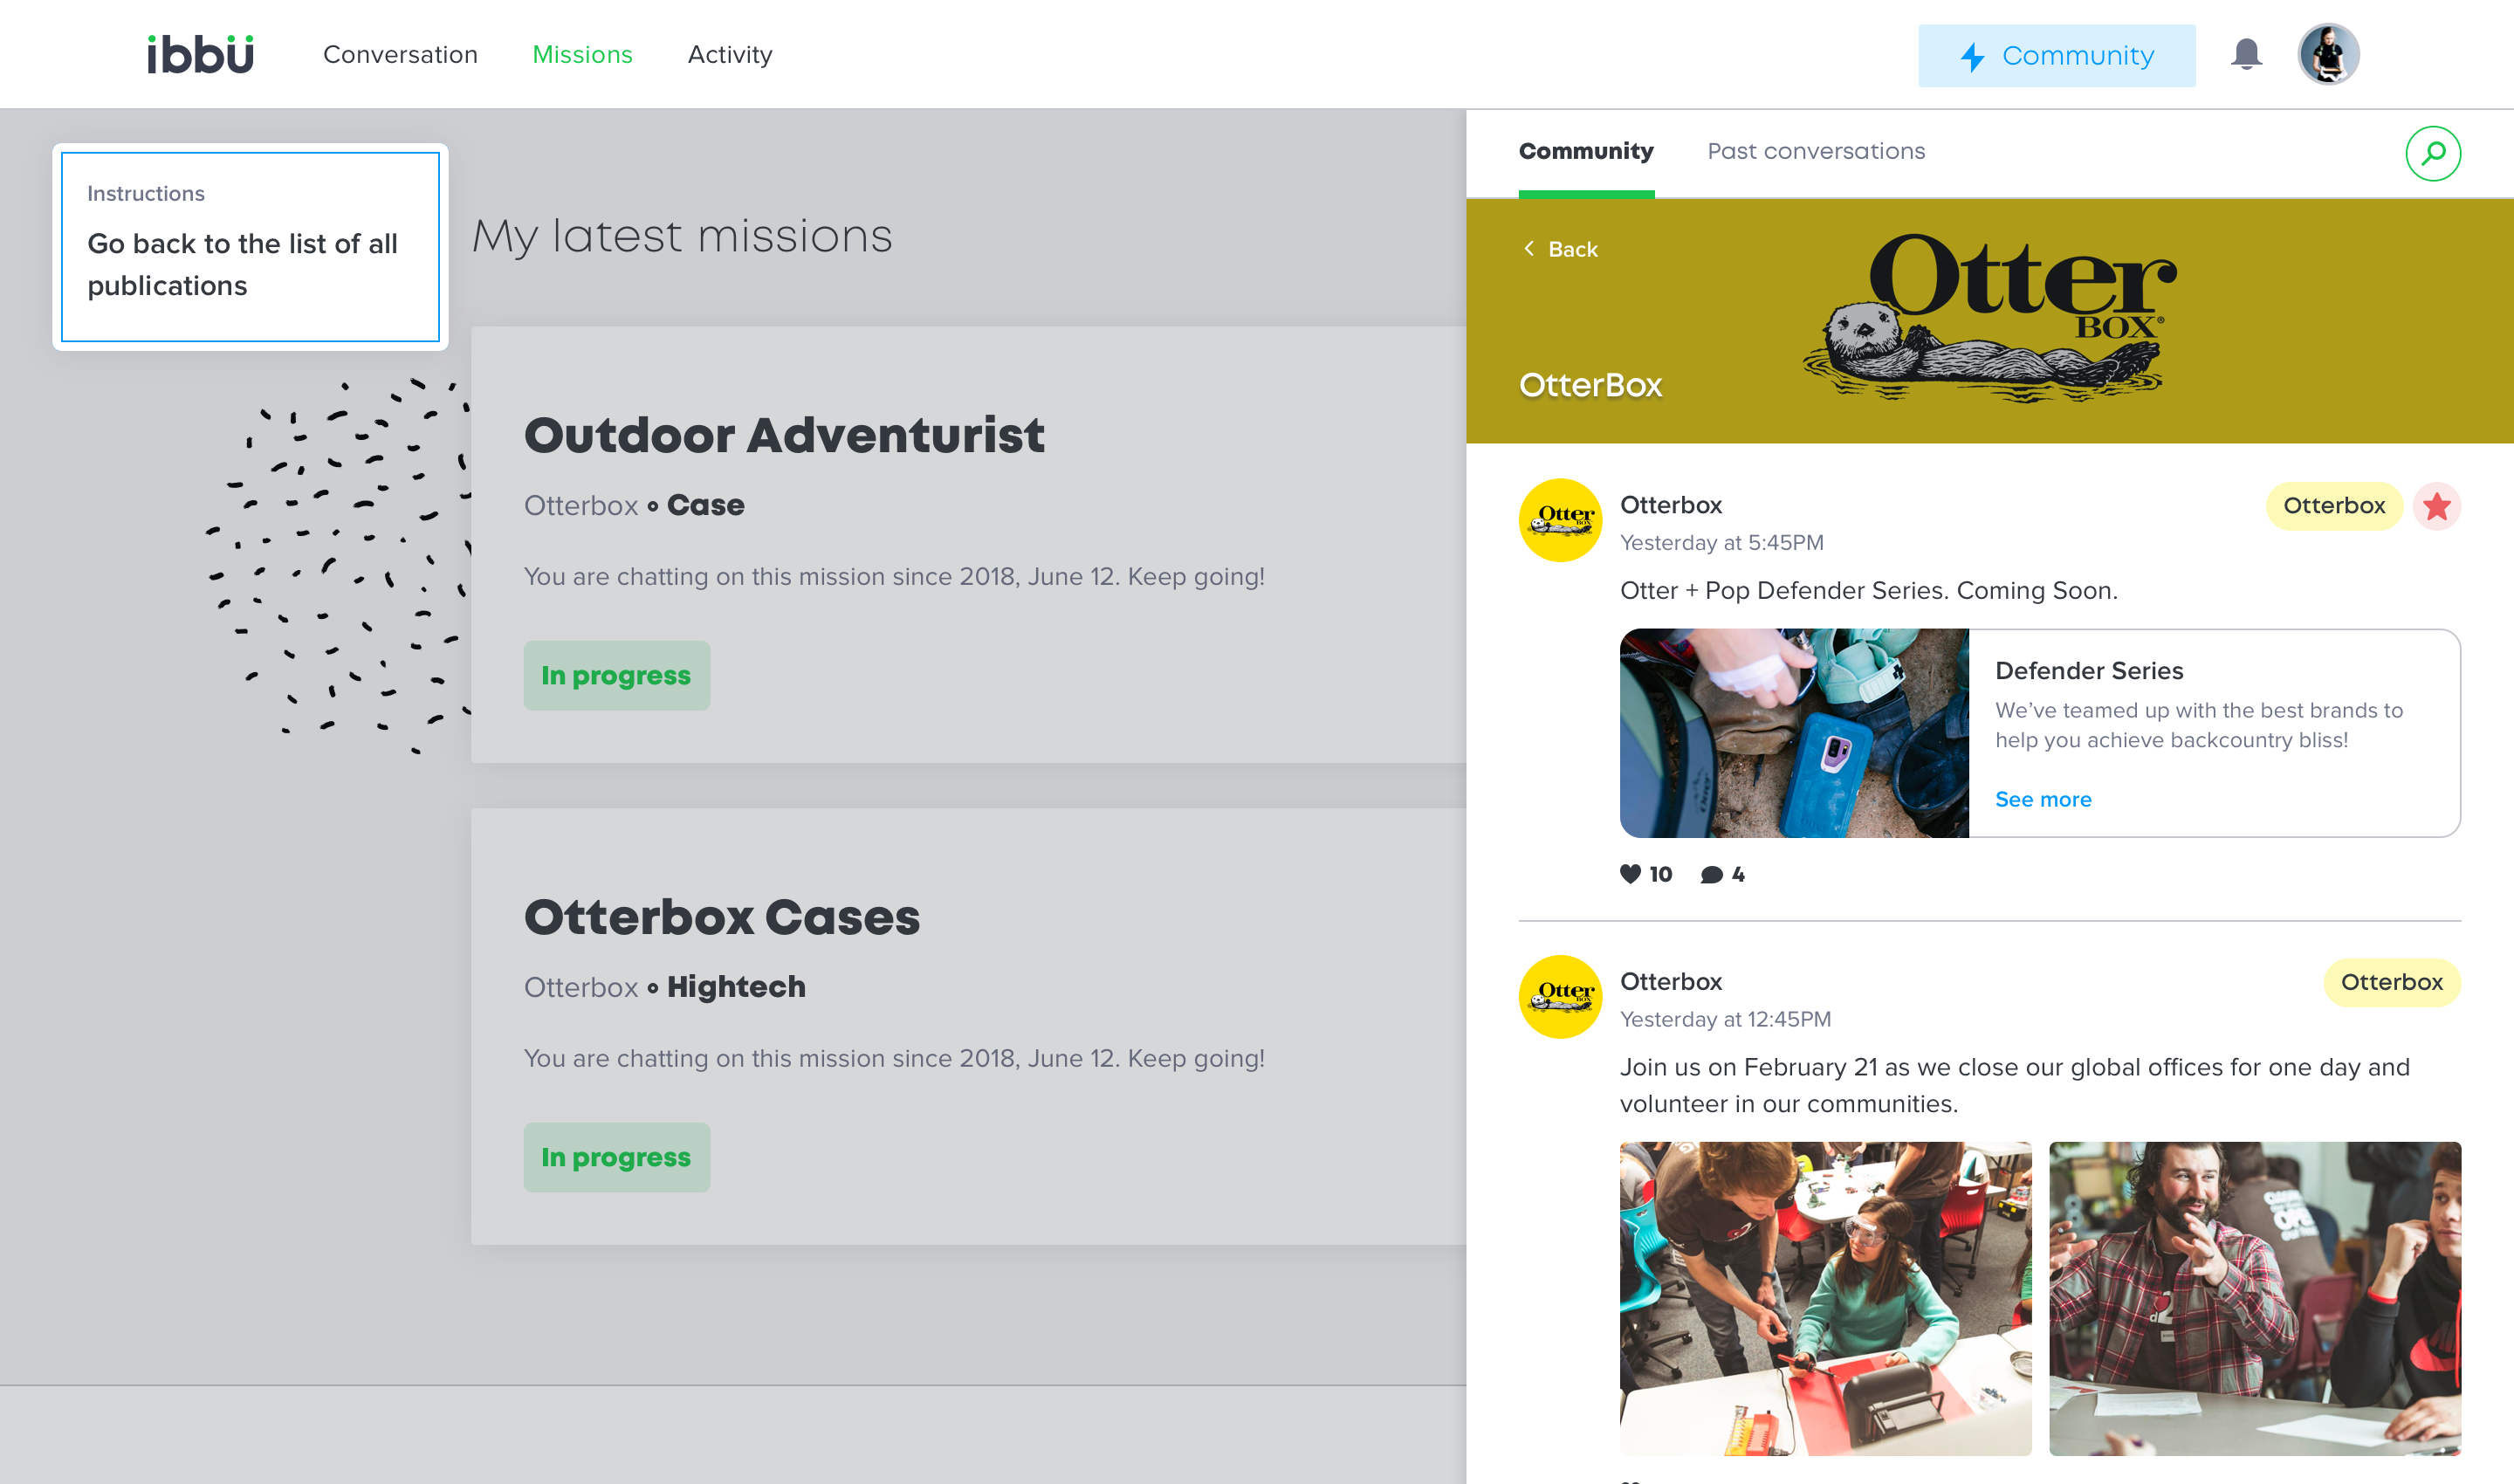 ibbü
Conversation
Missions
Activity
Community
Instructions
Go back to the list of all
publications
My latest missions
Outdoor Adventurist
Otterbox Case
You are chatting on this mission since 2018, June 12. Keep going!
In progress
Otterbox Cases
Otterbox Hightech
You are chatting on this mission since 2018, June 12. Keep going!
In progress
Community
Past conversations
Back
Otter
BOX®
OtterBox
Otter
BOX
Otterbox
Otterbox
Yesterday at 5:45PM
Otter + Pop Defender Series. Coming Soon.
Defender Series
We’ve teamed up with the best brands to
help you achieve backcountry bliss!
See more
10
4
Otter
BOX
Otterbox
Otterbox
Yesterday at 12:45PM
Join us on February 21 as we close our global offices for one day and
volunteer in our communities.